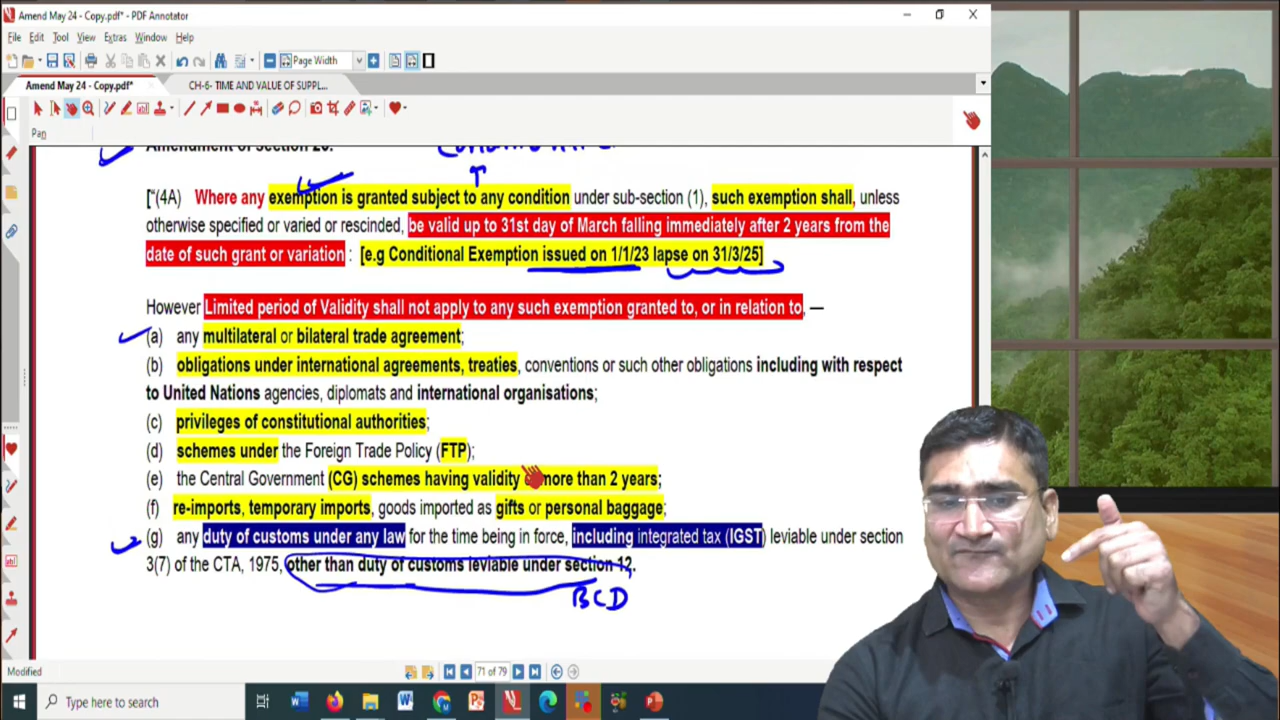 Amend May 24 - Copy.pdf* - PDF Annotator
File Edit Tool View Extras Window Help
Page Width
Amend May 24 - Copy.pdf* CH-6- TIME AND VALUE OF SUPPL...
Pan
Amendment of section 25:
["(4A) Where any exemption is granted subject to any condition under sub-section (1), such exemption shall, unless
otherwise specified or varied or rescinded, be valid up to 31st day of March falling immediately after 2 years from the
date of such grant or variation : [e.g Conditional Exemption issued on 1/1/23 lapse on 31/3/25]
However Limited period of Validity shall not apply to any such exemption granted to, or in relation to, —
(a) any multilateral or bilateral trade agreement;
(b) obligations under international agreements, treaties, conventions or such other obligations including with respect
to United Nations agencies, diplomats and international organisations;
(c) privileges of constitutional authorities;
(d) schemes under the Foreign Trade Policy (FTP);
(e) the Central Government (CG) schemes having validity more than 2 years;
(f) re-imports, temporary imports, goods imported as gifts or personal baggage;
(g) any duty of customs under any law for the time being in force, including integrated tax (IGST) leviable under section
3(7) of the CTA, 1975, other than duty of customs leviable under section 12.
BCD
Modified 71 of 79
Type here to search